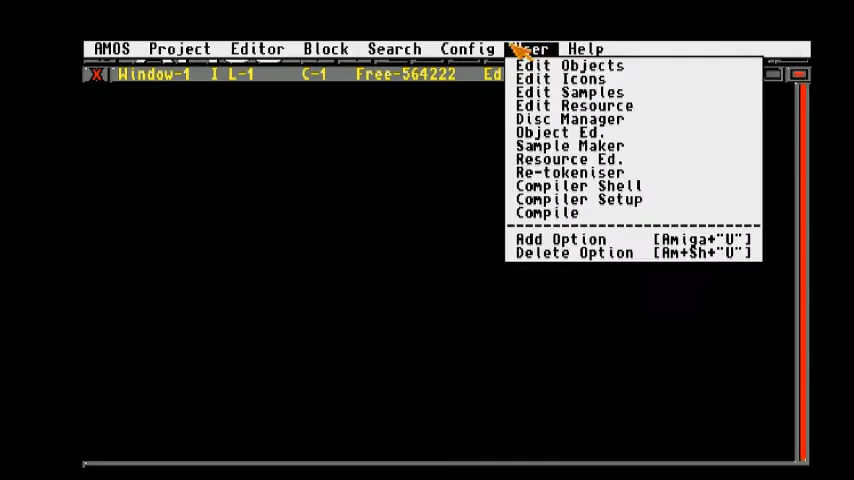 AMOS Project Editor Block Search Config User Help
X Window-1 I L-1 C-1 Free-564222 Ed
Edit Objects
Edit Icons
Edit Samples
Edit Resource
Disc Manager
Object Ed.
Sample Maker
Resource Ed.
Re-tokeniser
Compiler Shell
Compiler Setup
Compile
Add Option [Amiga+"U"]
Delete Option [Am+Sh+"U"]